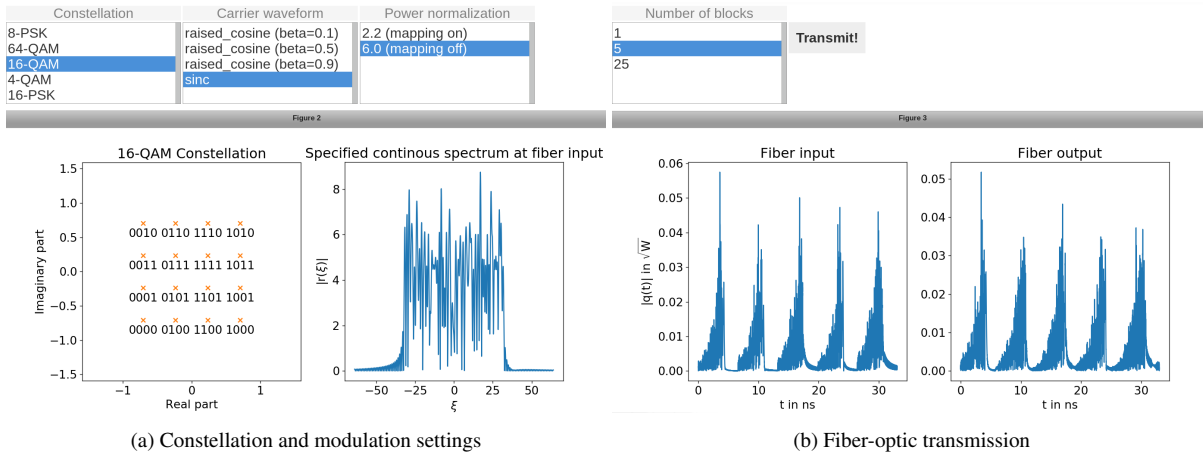 Constellation
8-PSK
64-QAM
16-QAM
4-QAM
16-PSK
Carrier waveform
raised_cosine (beta=0.1)
raised_cosine (beta=0.5)
raised_cosine (beta=0.9)
sinc
Power normalization
2.2 (mapping on)
6.0 (mapping off)
Figure 2
16-QAM Constellation
Imaginary part
1.5
1.0
0.5
0.0
−0.5
−1.0
−1.5
0010 0110 1110 1010
0011 0111 1111 1011
0001 0101 1101 1001
0000 0100 1100 1000
−1 0 1
Real part
Specified continous spectrum at fiber input
|r(ξ)|
8
6
4
2
0
−50 −25 0 25 50
ξ
(a) Constellation and modulation settings
Number of blocks
1
5
25
Transmit!
Figure 3
Fiber input
|q(t)| in √W
0.06
0.05
0.04
0.03
0.02
0.01
0.00
0 10 20 30
t in ns
Fiber output
0.05
0.04
0.03
0.02
0.01
0.00
0 10 20 30
t in ns
(b) Fiber-optic transmission